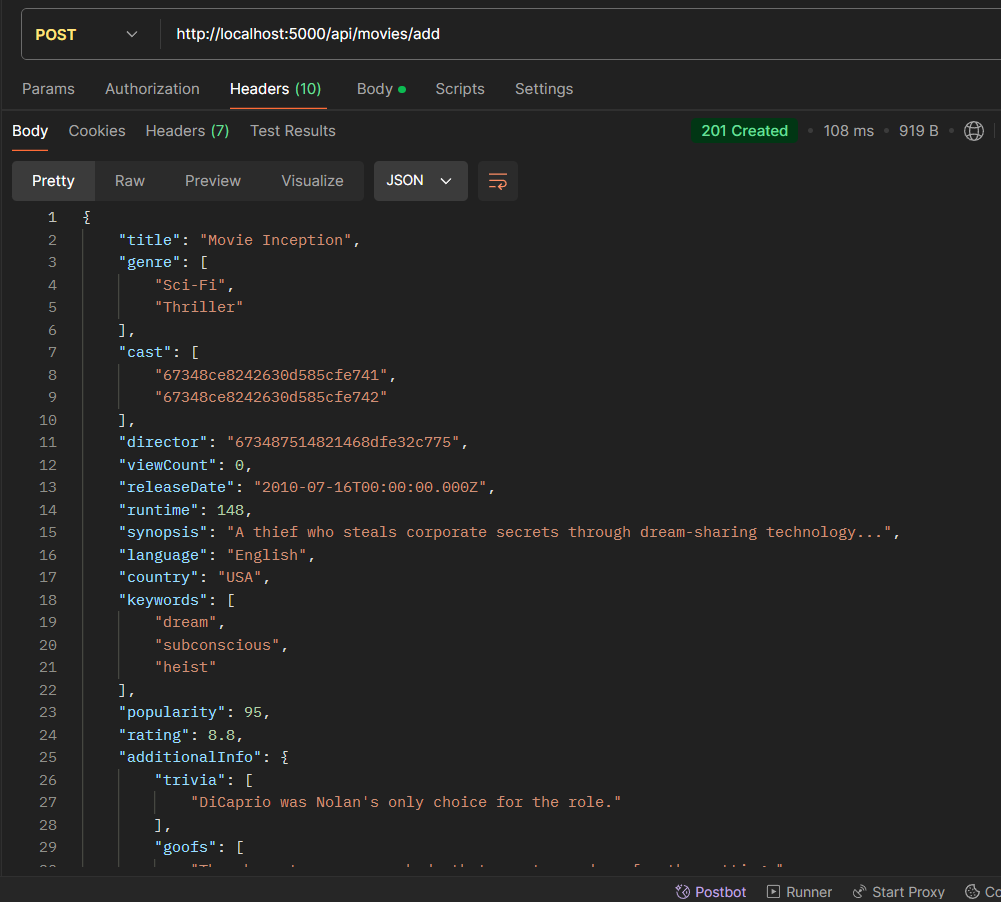 POST http://localhost:5000/api/movies/add
Params Authorization Headers (10) Body Scripts Settings
Body Cookies Headers (7) Test Results 201 Created 108 ms 919 B
Pretty Raw Preview Visualize JSON
1 {
2 "title": "Movie Inception",
3 "genre": [
4 "Sci-Fi",
5 "Thriller"
6 ],
7 "cast": [
8 "67348ce8242630d585cfe741",
9 "67348ce8242630d585cfe742"
10 ],
11 "director": "673487514821468dfe32c775",
12 "viewCount": 0,
13 "releaseDate": "2010-07-16T00:00:00.000Z",
14 "runtime": 148,
15 "synopsis": "A thief who steals corporate secrets through dream-sharing technology...",
16 "language": "English",
17 "country": "USA",
18 "keywords": [
19 "dream",
20 "subconscious",
21 "heist"
22 ],
23 "popularity": 95,
24 "rating": 8.8,
25 "additionalInfo": {
26 "trivia": [
27 "DiCaprio was Nolan's only choice for the role."
28 ],
29 "goofs": [
Postbot Runner Start Proxy Co